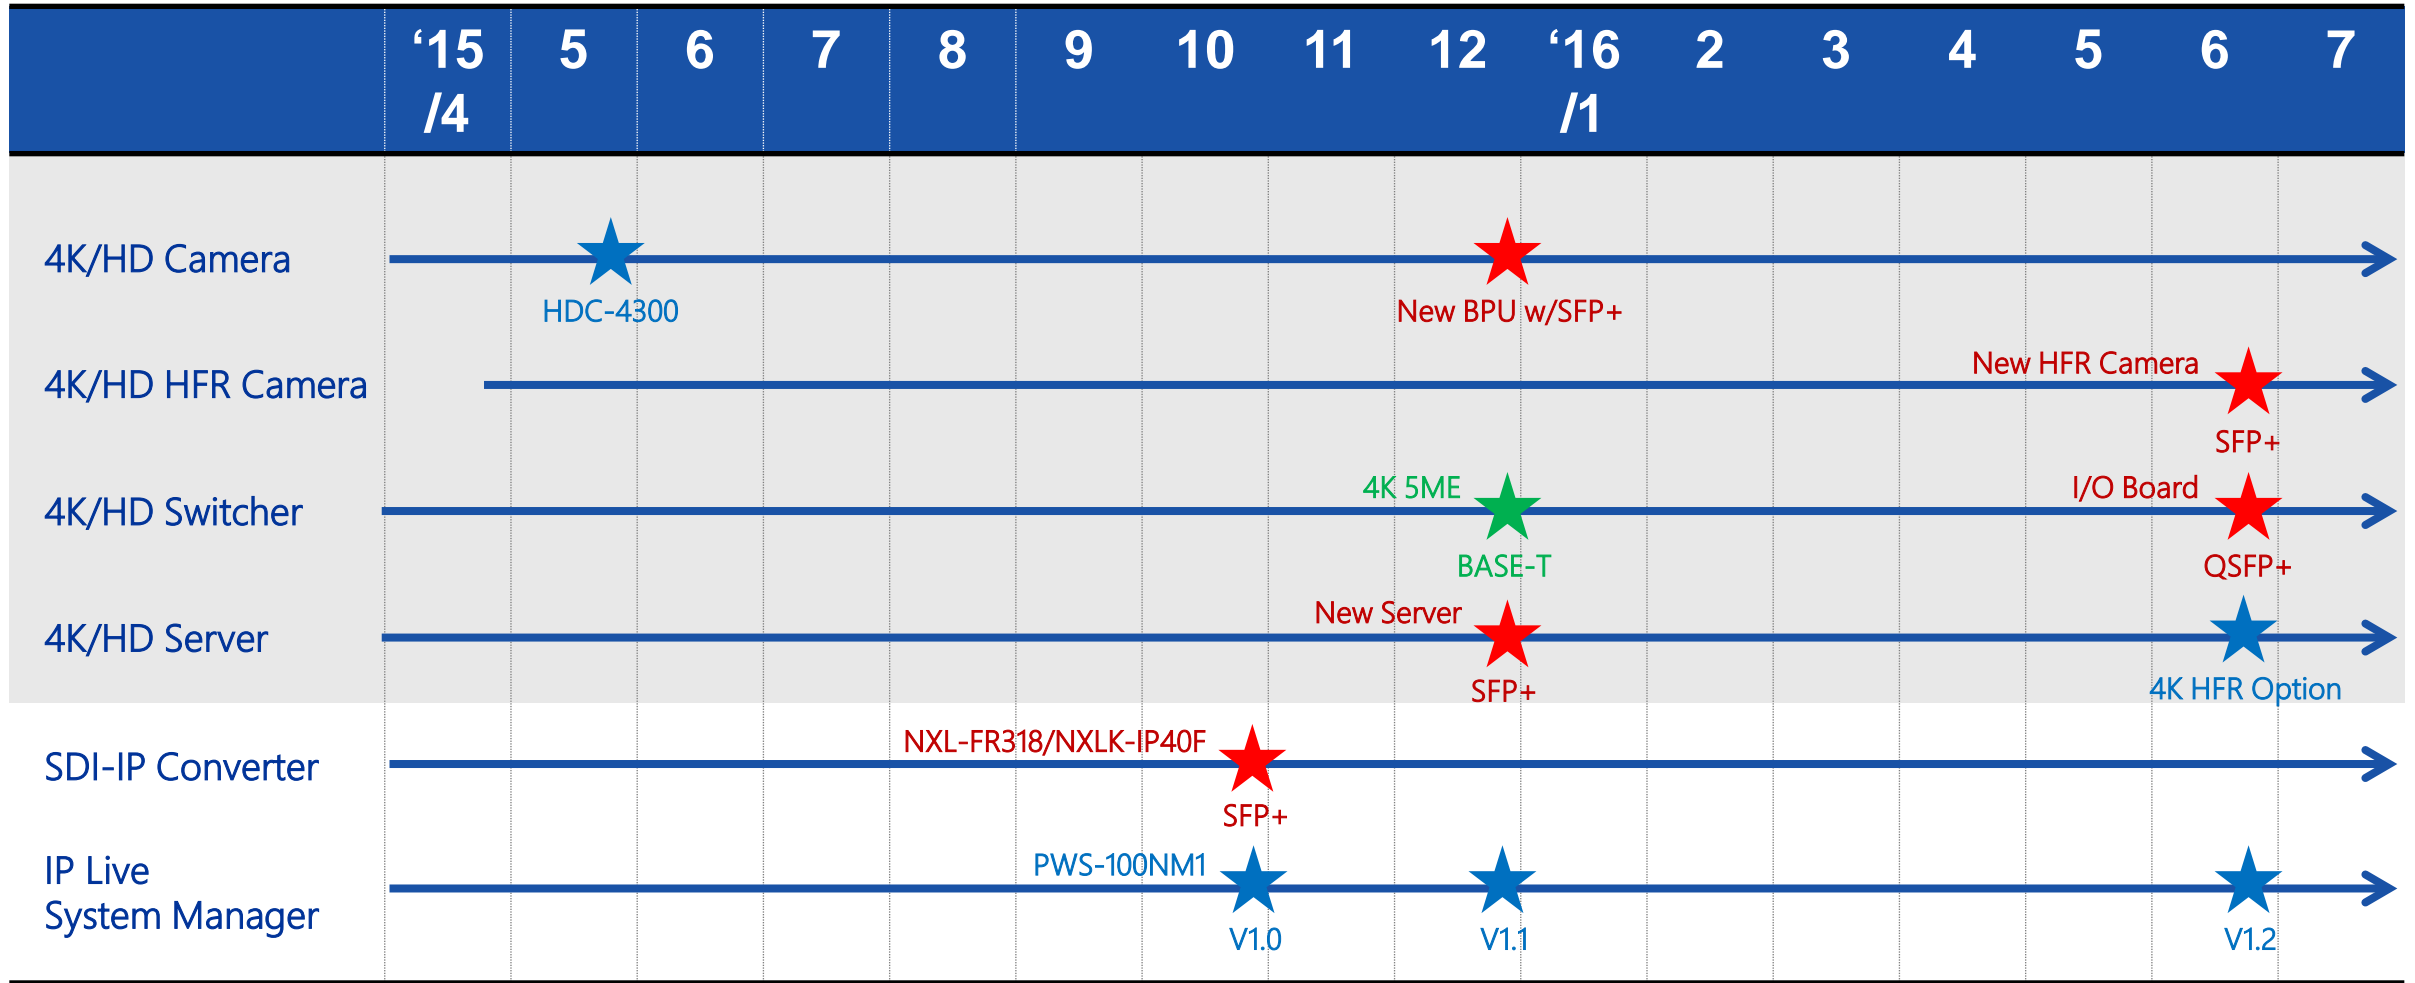 ‘15 5 6 7 8 9 10 11 12 ‘16 2 3 4 5 6 7
/4 /1
4K/HD Camera
HDC-4300
New BPU w/SFP+
4K/HD HFR Camera
New HFR Camera
SFP+
4K/HD Switcher
4K 5ME
BASE-T
I/O Board
QSFP+
4K/HD Server
New Server
SFP+
4K HFR Option
SDI-IP Converter
NXL-FR318/NXLK-IP40F
SFP+
IP Live
System Manager
PWS-100NM1
V1.0
V1.1
V1.2